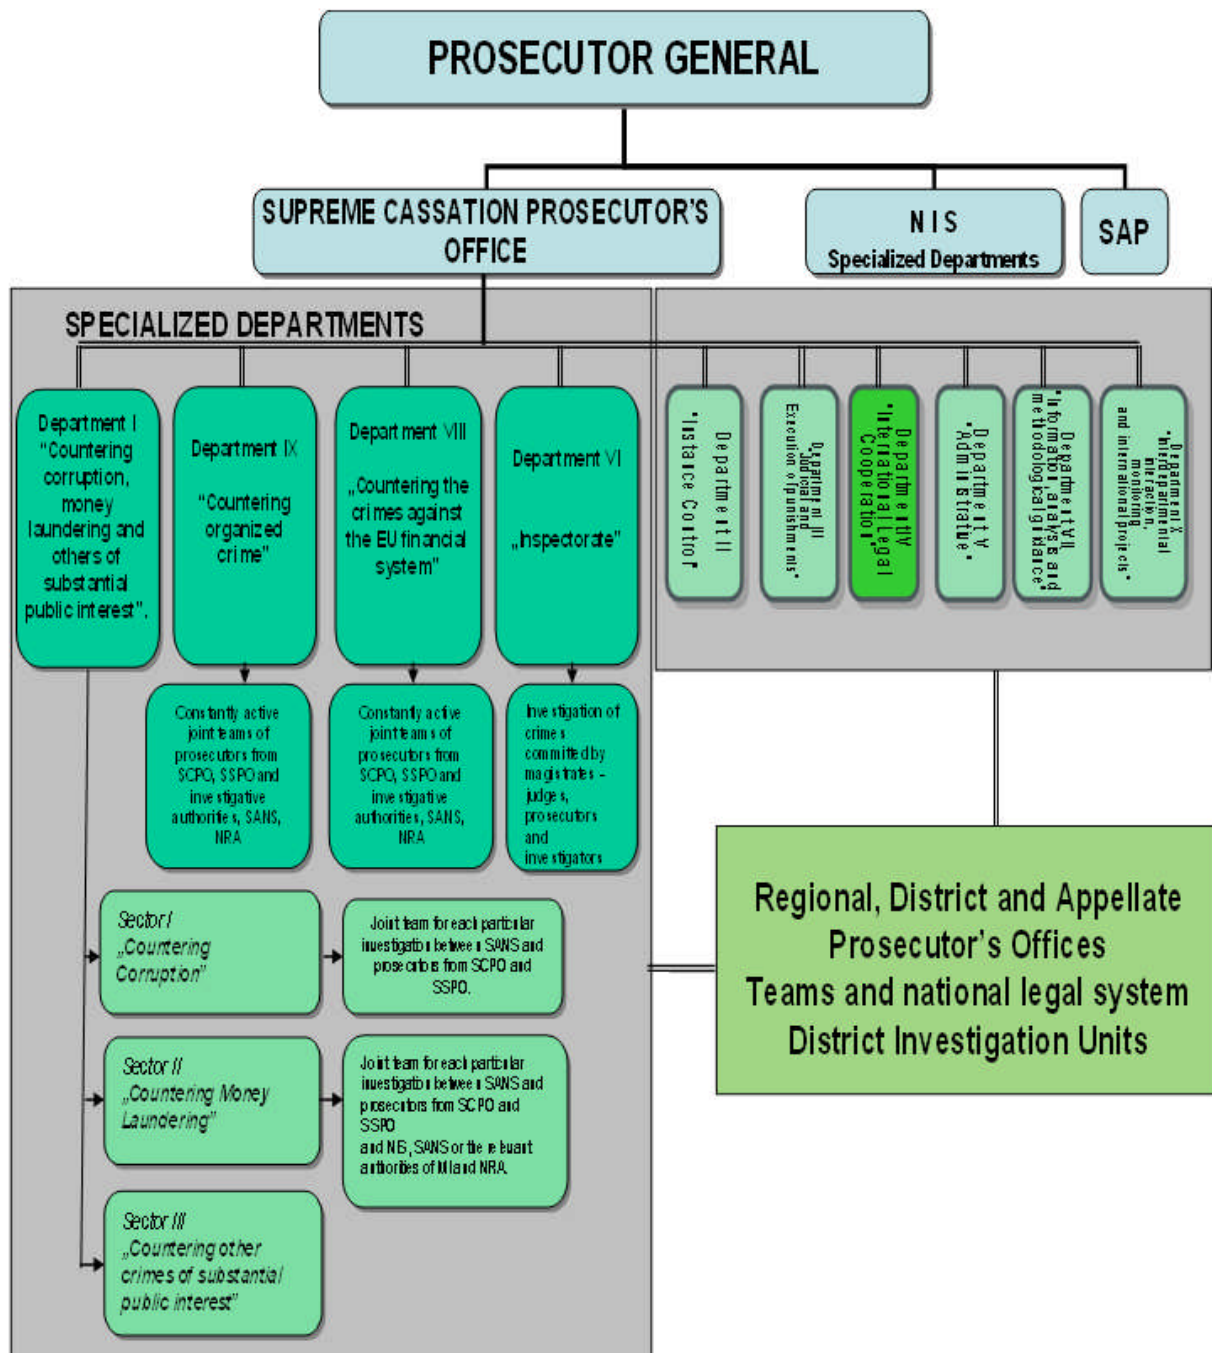 PROSECUTOR GENERAL
SUPREME CASSATION PROSECUTOR'S
OFFICE
N I S
Specialized Departments
SAP
SPECIALIZED DEPARTMENTS
Department I
"Countering
corruption,
money
laundering and
others of
substantial
public interest".
Department IX
"Countering
organized
crime"
Department VIII
„Countering the
crimes against
the EU financial
system"
Department VI
„Inspectorate"
Department II
"Instance Control"
Department III
"Judicial and
Execution of punishments"
Department IV
"International Legal
Cooperation"
Department V
"Administrative"
Department VII
"Information analysis and
methodological guidance"
Department X
"Interdepartmental
interaction,
monitoring
and international projects"
Constantly active
joint teams of
prosecutors from
SCPO, SSPO and
investigative
authorities, SANS,
NRA
Constantly active
joint teams of
prosecutors from
SCPO, SSPO and
investigative
authorities, SANS,
NRA
Investigation of
crimes
committed by
magistrates –
judges,
prosecutors
and
investigators
Sector I
„Countering
Corruption"
Joint team for each particular
investigation between SANS and
prosecutors from SCPO and
SSPO.
Sector II
„Countering Money
Laundering"
Joint team for each particular
investigation between SANS and
prosecutors from SCPO and
SSPO
and NIS, SANS or the relevant
authorities of MI and NRA.
Sector III
„Countering other
crimes of substantial
public interest"
Regional, District and Appellate
Prosecutor's Offices
Teams and national legal system
District Investigation Units